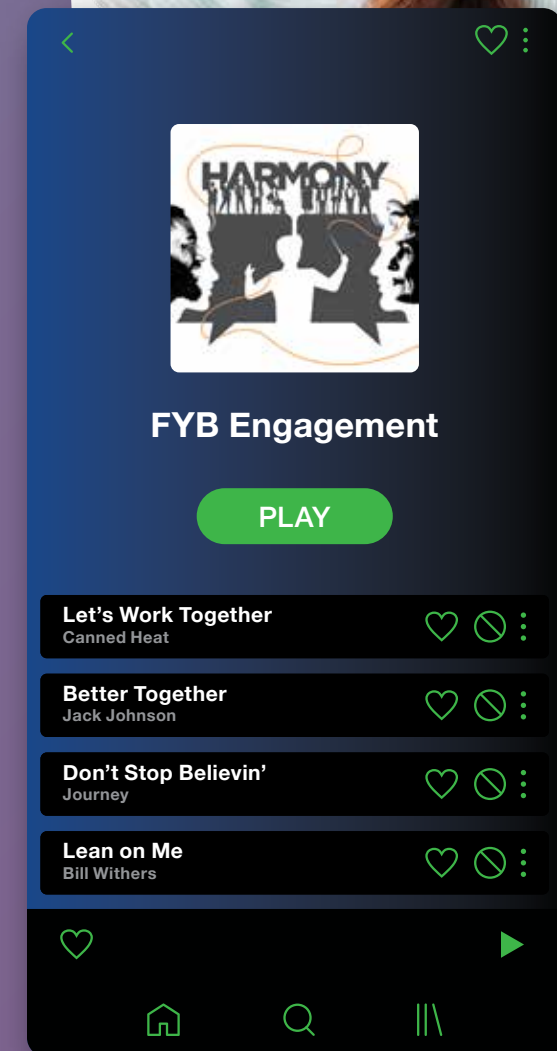 HARMONY
FYB Engagement
PLAY
Let’s Work Together
Canned Heat
Better Together
Jack Johnson
Don’t Stop Believin’
Journey
Lean on Me
Bill Withers